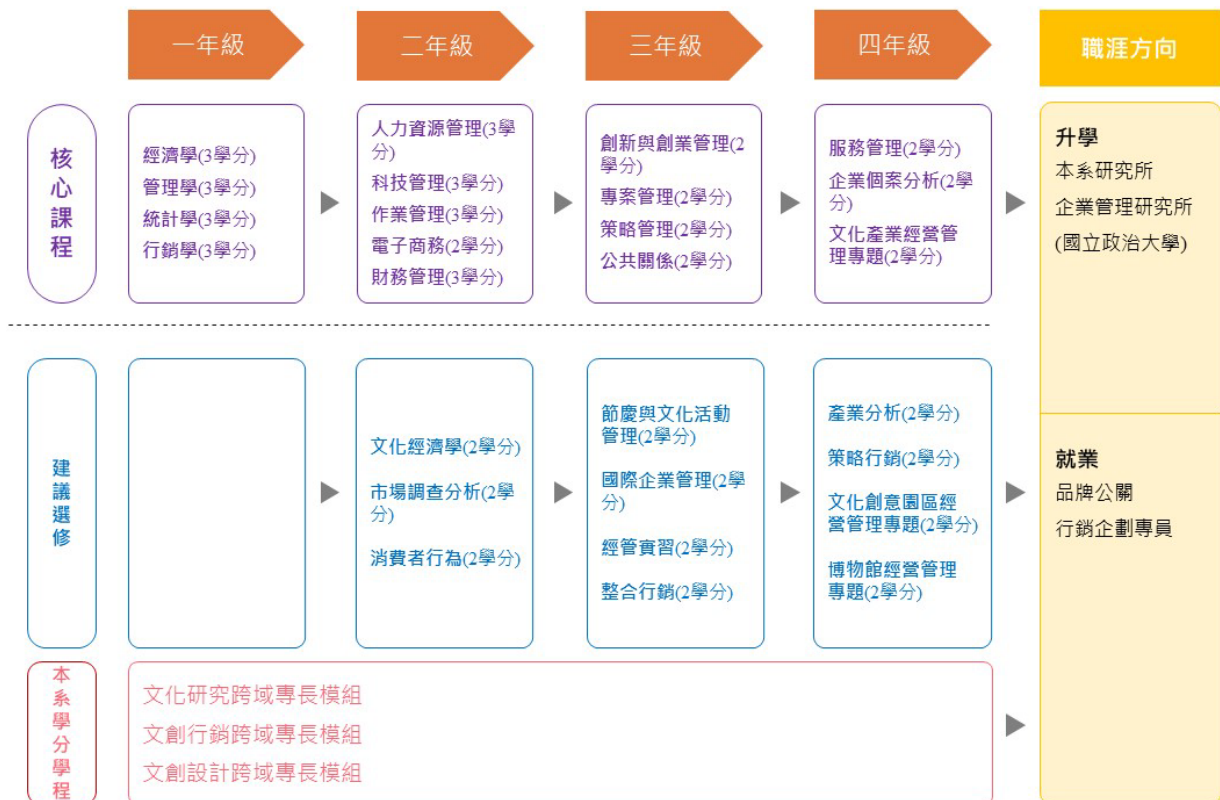 一年級
二年級
三年級
四年級
職涯方向
核
心
課
程
經濟學(3學分)
管理學(3學分)
統計學(3學分)
行銷學(3學分)
人力資源管理(3學
分)
科技管理(3學分)
作業管理(3學分)
電子商務(2學分)
財務管理(3學分)
創新與創業管理(2
學分)
專案管理(2學分)
策略管理(2學分)
公共關係(2學分)
服務管理(2學分)
企業個案分析(2學
分)
文化產業經營管
理專題(2學分)
升學
本系研究所
企業管理研究所
(國立政治大學)
建
議
選
修
文化經濟學(2學分)
市場調查分析(2學
分)
消費者行為(2學分)
節慶與文化活動
管理(2學分)
國際企業管理(2學
分)
經管實習(2學分)
整合行銷(2學分)
產業分析(2學分)
策略行銷(2學分)
文化創意園區經
營管理專題(2學分)
博物館經營管理
專題(2學分)
就業
品牌公關
行銷企劃專員
本
系
學
分
學
程
文化研究跨域專長模組
文創行銷跨域專長模組
文創設計跨域專長模組